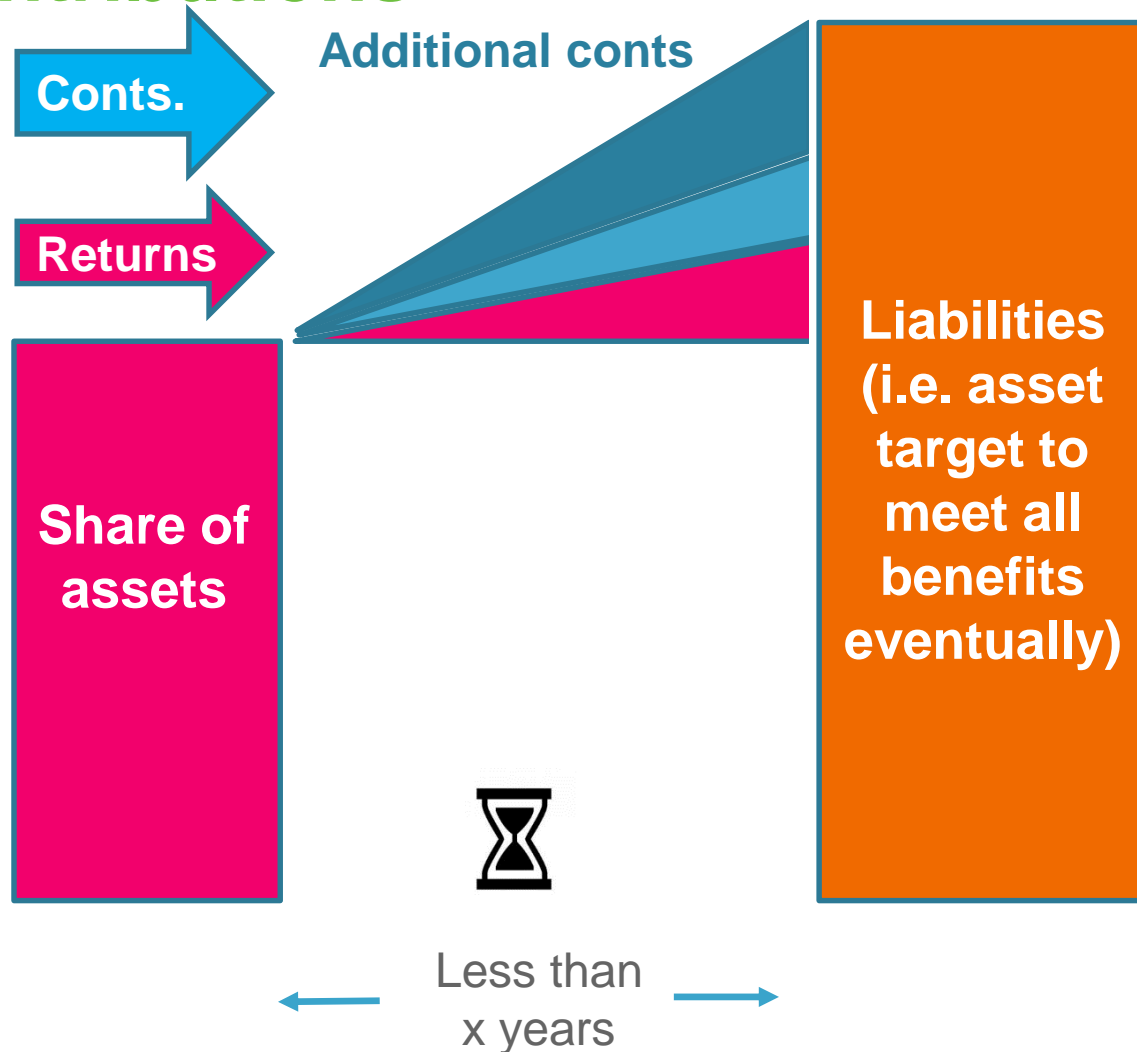 Additional conts
Conts.
Returns
Share of
assets
Liabilities
(i.e. asset
target to
meet all
benefits
eventually)
Less than
x years